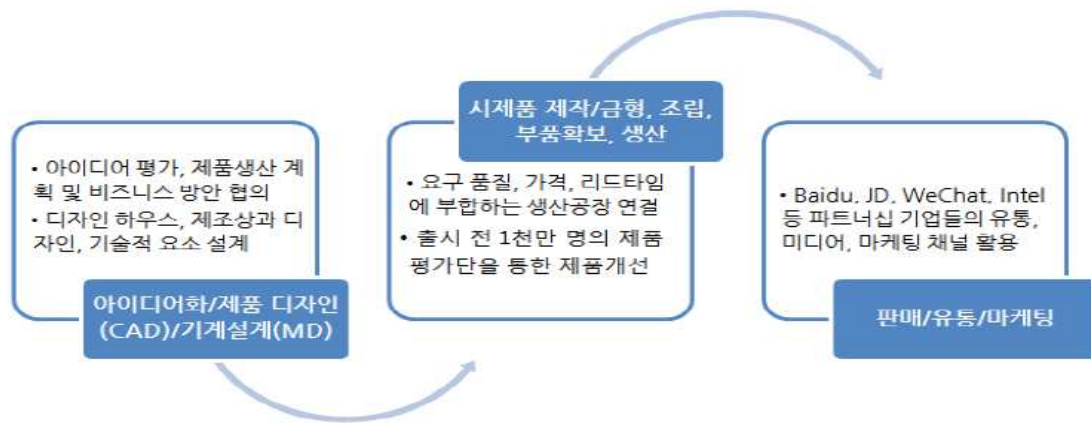 • 아이디어 평가, 제품생산 계
획 및 비즈니스 방안 협의
• 디자인 하우스, 제조상과 디
자인, 기술적 요소 설계
아이디어화/제품 디자인
(CAD)/기계설계(MD)
시제품 제작/금형, 조립,
부품확보, 생산
• 요구 품질, 가격, 리드타임
에 부합하는 생산공장 연결
• 출시 전 1천만 명의 제품
평가단을 통한 제품개선
• Baidu, JD, WeChat, Intel
등 파트너십 기업들의 유통,
미디어, 마케팅 채널 활용
판매/유통/마케팅